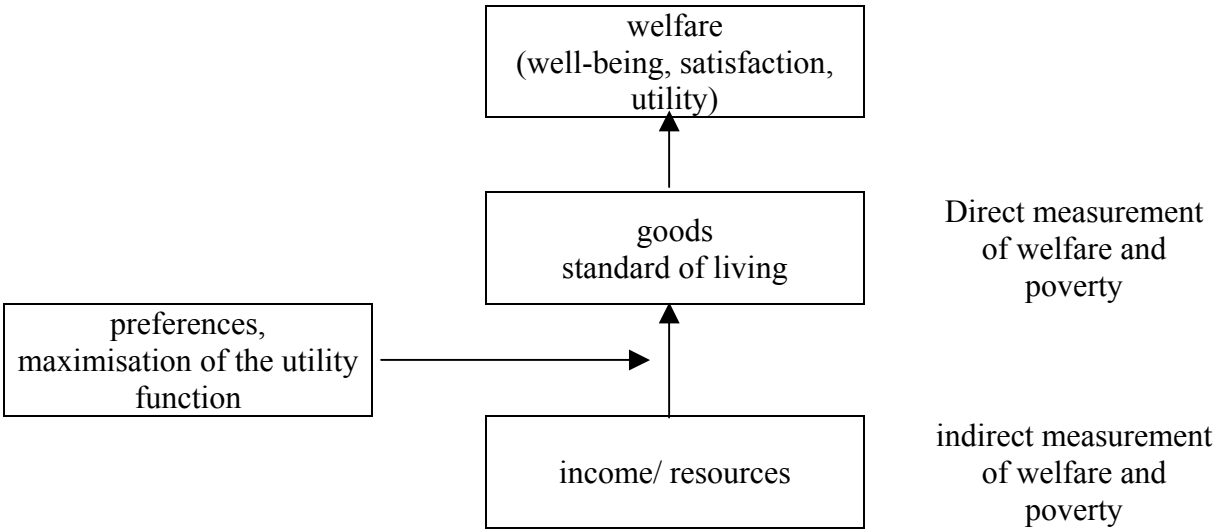 welfare
(well-being, satisfaction,
utility)
goods
standard of living
Direct measurement
of welfare and
poverty
preferences,
maximisation of the utility
function
income/ resources
indirect measurement
of welfare and
poverty